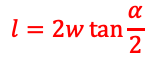 l = 2w tan α/2